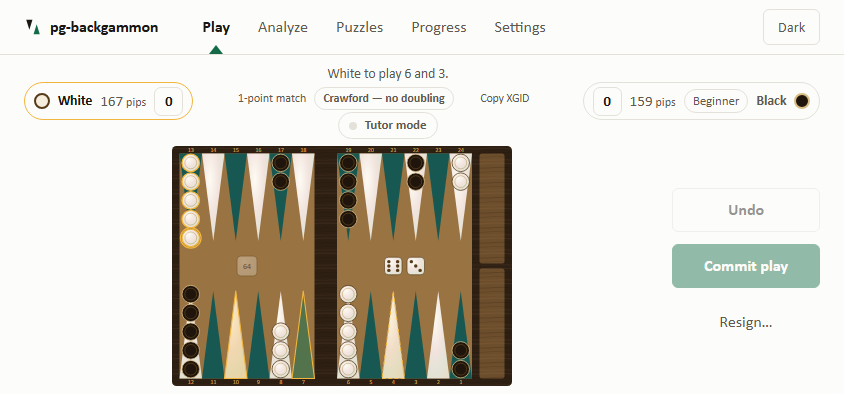 pg-backgammon Play Analyze Puzzles Progress Settings Dark
White to play 6 and 3.
White 167 pips 0 1-point match Crawford — no doubling Copy XGID 0 159 pips Beginner Black
Tutor mode
13 14 15 16 17 18 19 20 21 22 23 24
Undo
64
Commit play
Resign...
12 11 10 9 8 7 6 5 4 3 2 1